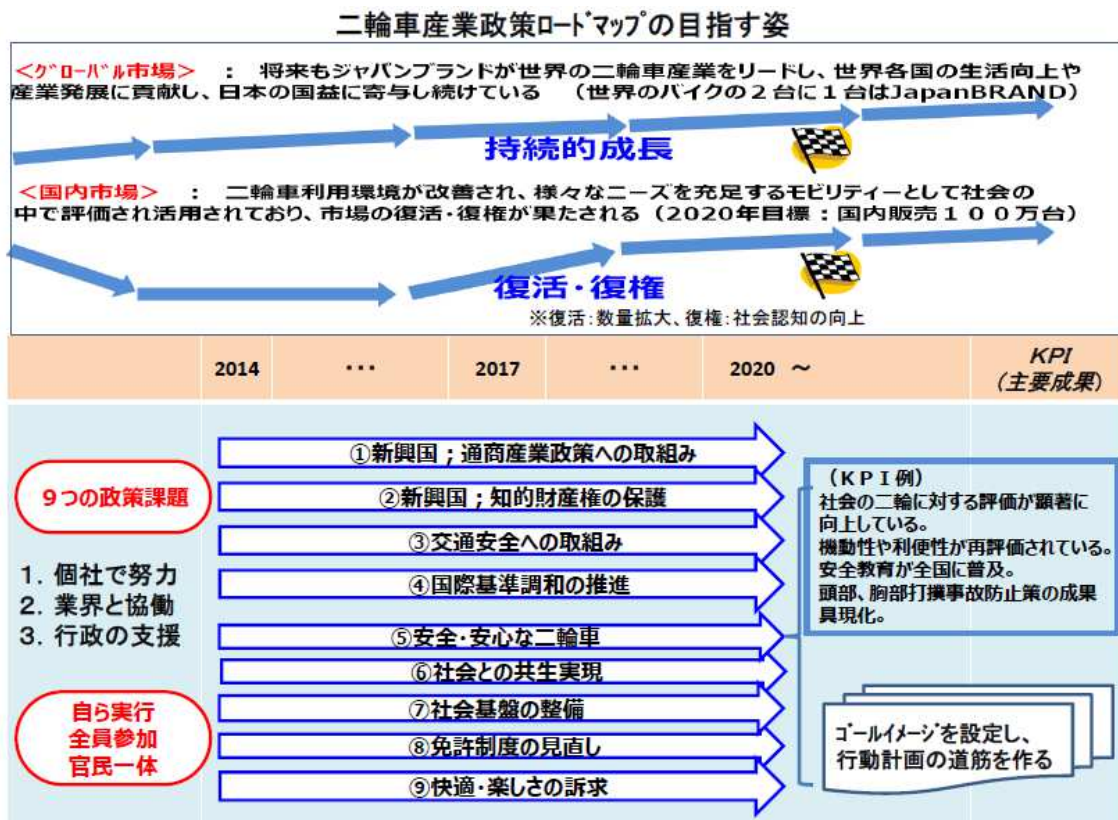 二輪車産業政策ロードマップの目指す姿
<グローバル市場> : 将来もジャパンブランドが世界の二輪車産業をリードし、世界各国の生活向上や
産業発展に貢献し、日本の国益に寄与し続けている (世界のバイクの2台に1台はJapanBRAND)
持続的成長
<国内市場> : 二輪車利用環境が改善され、様々なニーズを充足するモビリティーとして社会の
中で評価され活用されており、市場の復活・復権が果たされる (2020年目標:国内販売100万台)
復活・復権
※復活:数量拡大、復権:社会認知の向上
2014 ・・・ 2017 ・・・ 2020 ~ KPI
(主要成果)
9つの政策課題
1. 個社で努力
2. 業界と協働
3. 行政の支援
自ら実行
全員参加
官民一体
①新興国;通商産業政策への取組み
②新興国;知的財産権の保護
③交通安全への取組み
④国際基準調和の推進
⑤安全・安心な二輪車
⑥社会との共生実現
⑦社会基盤の整備
⑧免許制度の見直し
⑨快適・楽しさの訴求
(KPI例)
社会の二輪に対する評価が顕著に
向上している。
機動性や利便性が再評価されている。
安全教育が全国に普及。
頭部、胸部打撲事故防止策の成果
具現化。
ゴールイメージを設定し、
行動計画の道筋を作る